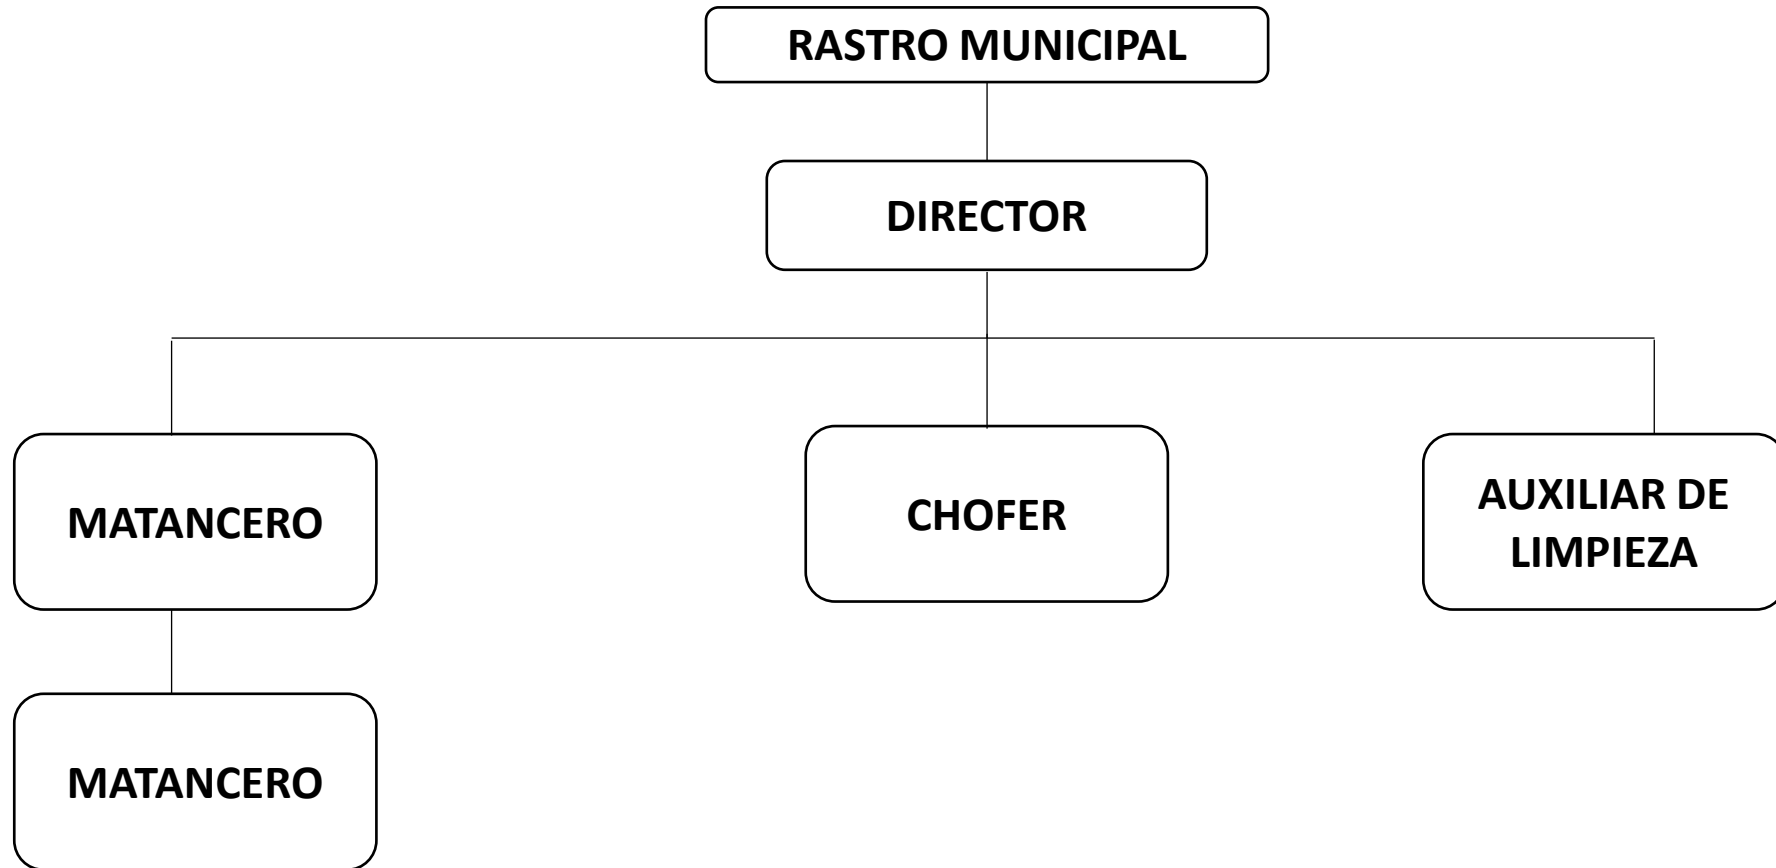 RASTRO MUNICIPAL
DIRECTOR
MATANCERO
CHOFER
AUXILIAR DE
LIMPIEZA
MATANCERO